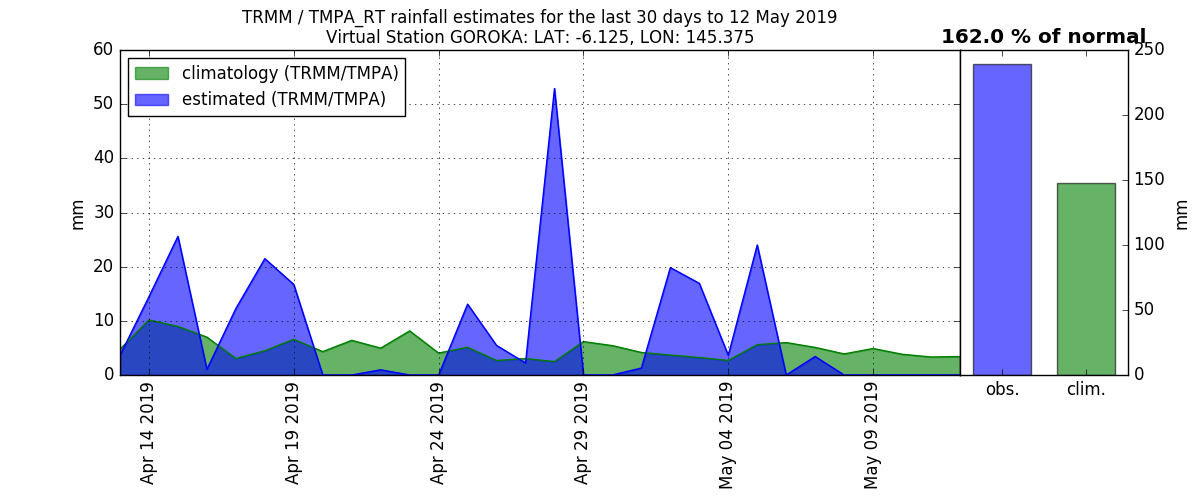 TRMM / TMPA_RT rainfall estimates for the last 30 days to 12 May 2019
Virtual Station GOROKA: LAT: -6.125, LON: 145.375
162.0 % of normal
climatology (TRMM/TMPA)
estimated (TRMM/TMPA)
60
50
40
30
20
10
0
mm
Apr 14 2019
Apr 19 2019
Apr 24 2019
Apr 29 2019
May 04 2019
May 09 2019
250
200
150
100
50
0
mm
obs.
clim.